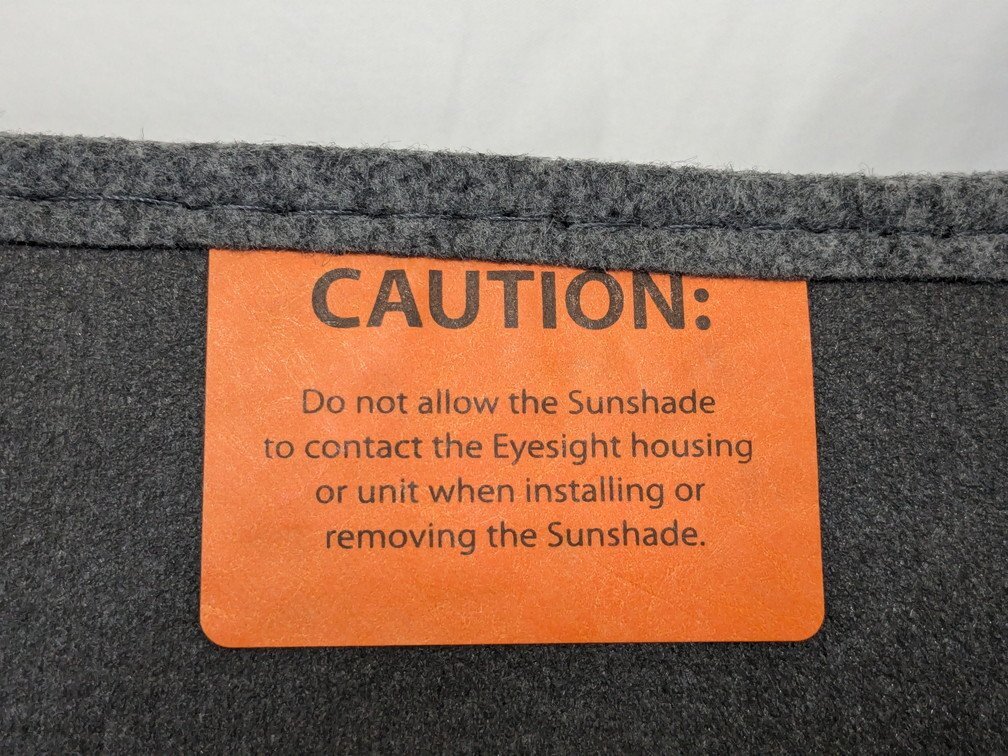 CAUTION:
Do not allow the Sunshade
to contact the Eyesight housing
or unit when installing or
removing the Sunshade.